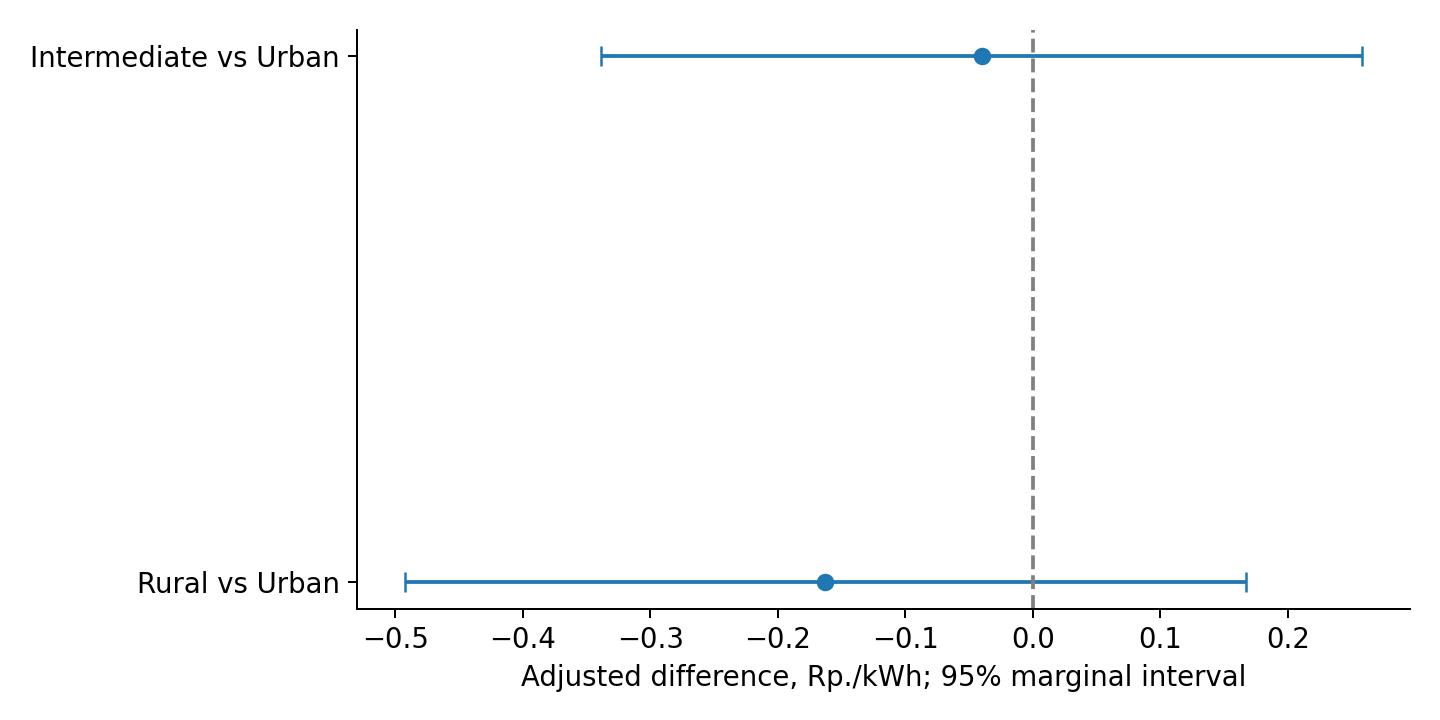 Intermediate vs Urban
Rural vs Urban
−0.5 −0.4 −0.3 −0.2 −0.1 0.0 0.1 0.2
Adjusted difference, Rp./kWh; 95% marginal interval